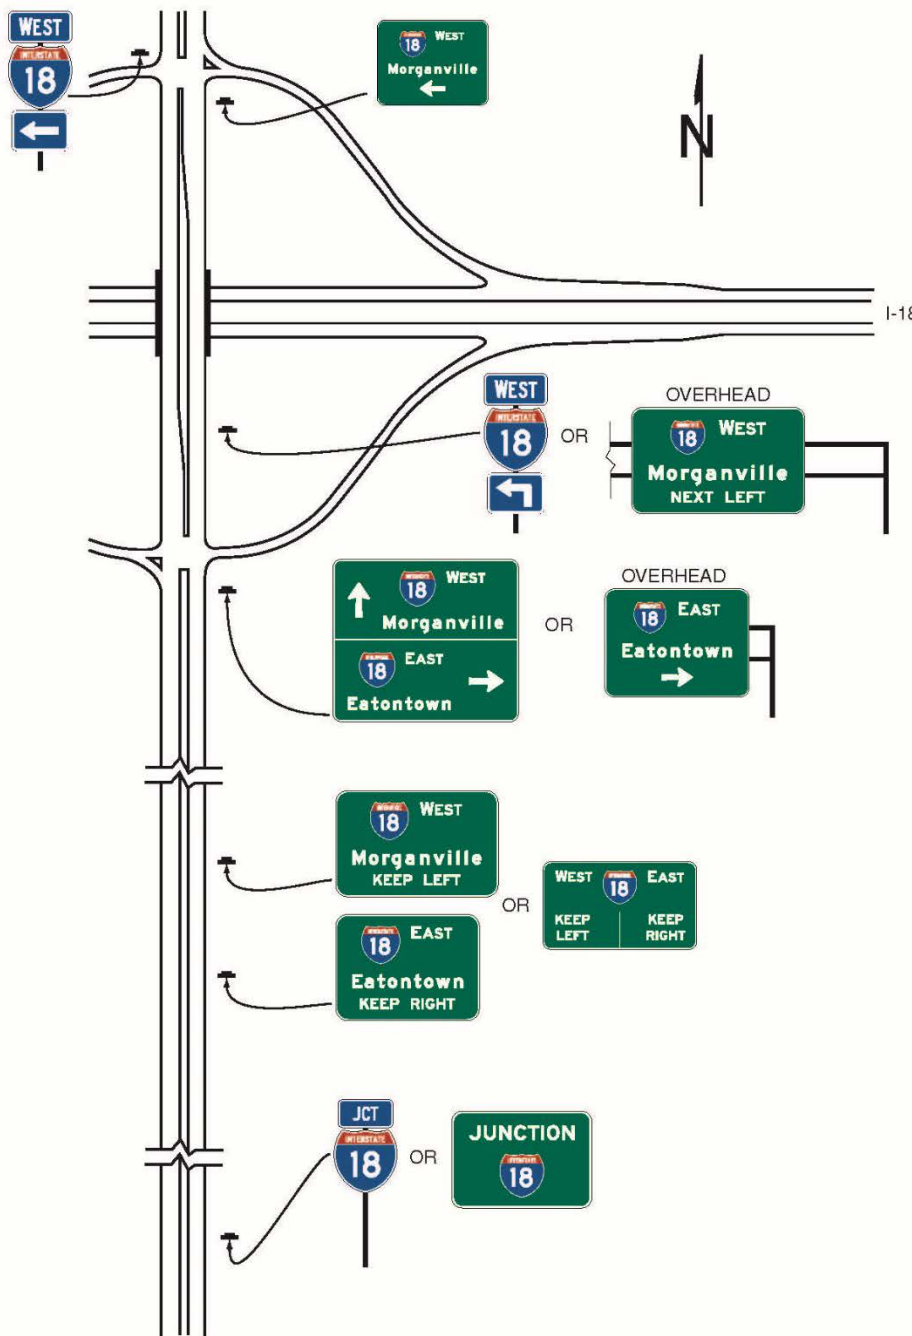 WEST
INTERSTATE
18
18
WEST
Morganville
N
I-18
WEST
INTERSTATE
18
OR
OVERHEAD
18
WEST
Morganville
NEXT LEFT
18
WEST
Morganville
18
EAST
Eatontown
OR
OVERHEAD
18
EAST
Eatontown
18
WEST
Morganville
KEEP LEFT
18
EAST
Eatontown
KEEP RIGHT
OR
WEST
18
EAST
KEEP
LEFT
KEEP
RIGHT
JCT
INTERSTATE
18
OR
JUNCTION
18